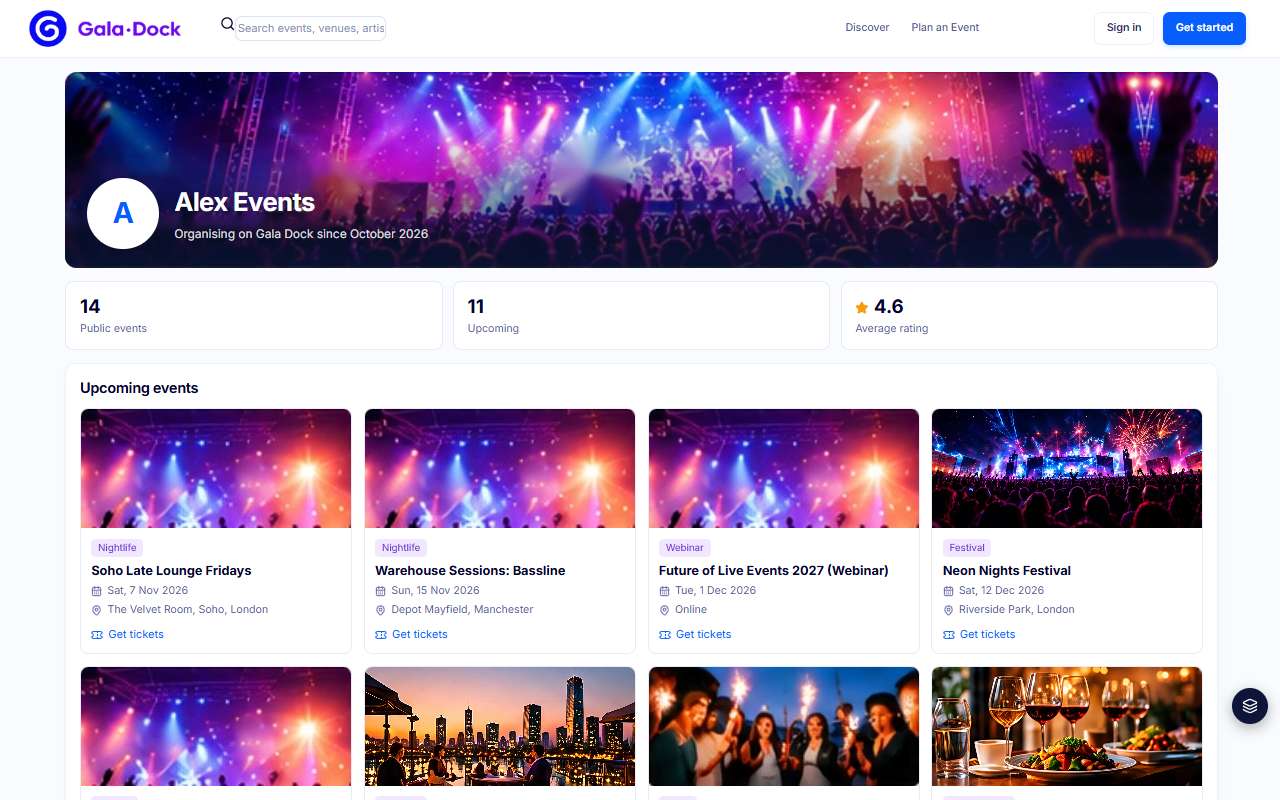 Gala·Dock
Search events, venues, artis
Discover
Plan an Event
Sign in
Get started
A
Alex Events
Organising on Gala Dock since October 2026
14
Public events
11
Upcoming
4.6
Average rating
Upcoming events
Nightlife
Soho Late Lounge Fridays
Sat, 7 Nov 2026
The Velvet Room, Soho, London
Get tickets
Nightlife
Warehouse Sessions: Bassline
Sun, 15 Nov 2026
Depot Mayfield, Manchester
Get tickets
Webinar
Future of Live Events 2027 (Webinar)
Tue, 1 Dec 2026
Online
Get tickets
Festival
Neon Nights Festival
Sat, 12 Dec 2026
Riverside Park, London
Get tickets